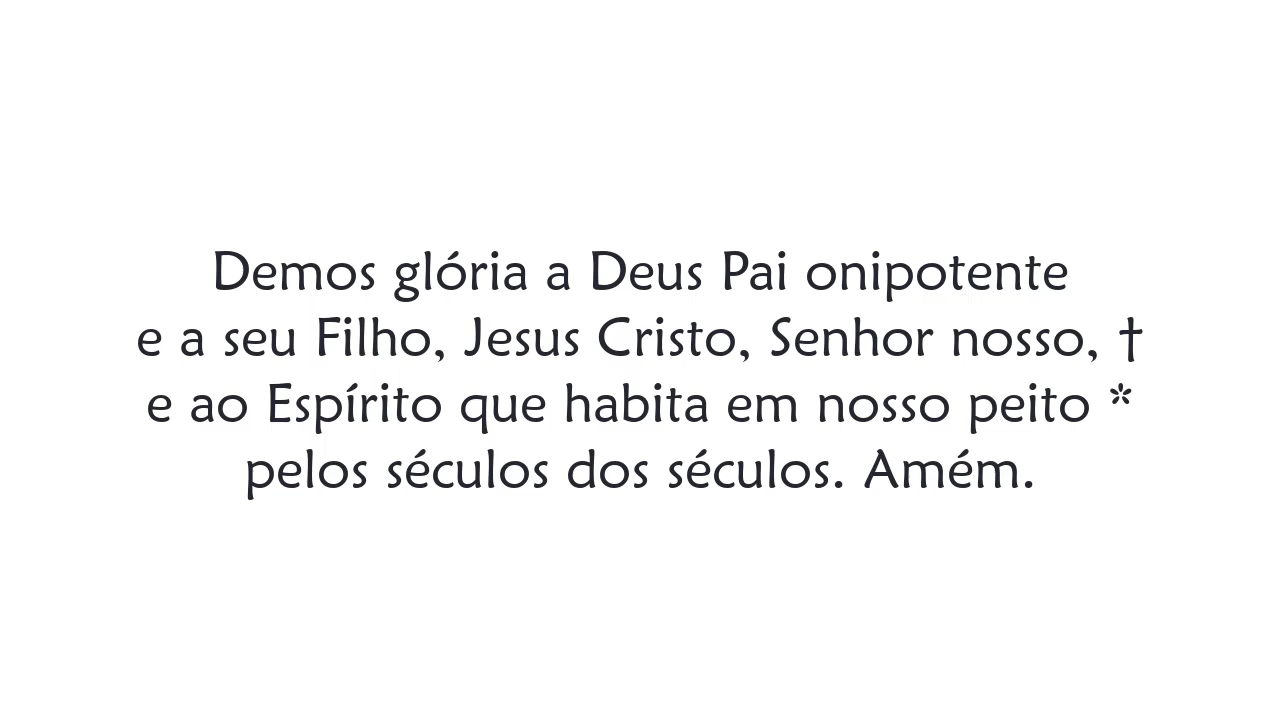 Demos glória a Deus Pai onipotente
e a seu Filho, Jesus Cristo, Senhor nosso, †
e ao Espírito que habita em nosso peito *
pelos séculos dos séculos. Amém.